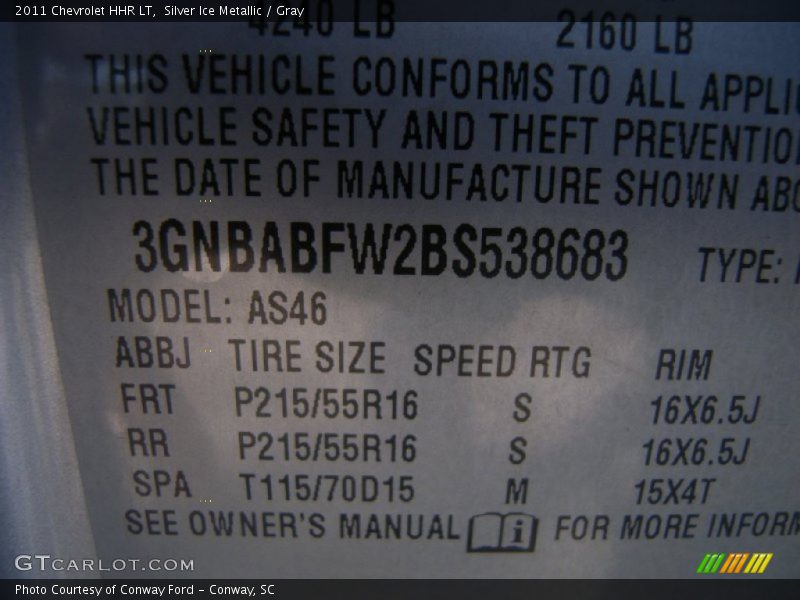 2011 Chevrolet HHR LT,  Silver Ice Metallic / Gray
4240 LB 2160 LB
THIS VEHICLE CONFORMS TO ALL APPLI
VEHICLE SAFETY AND THEFT PREVENTIO
THE DATE OF MANUFACTURE SHOWN ABO
3GNBABFW2BS538683 TYPE:
MODEL: AS46
ABBJ TIRE SIZE SPEED RTG RIM
FRT P215/55R16 S 16X6.5J
RR P215/55R16 S 16X6.5J
SPA T115/70D15 M 15X4T
SEE OWNER'S MANUAL i FOR MORE INFORM
GTCARLOT.COM
Photo Courtesy of Conway Ford – Conway, SC